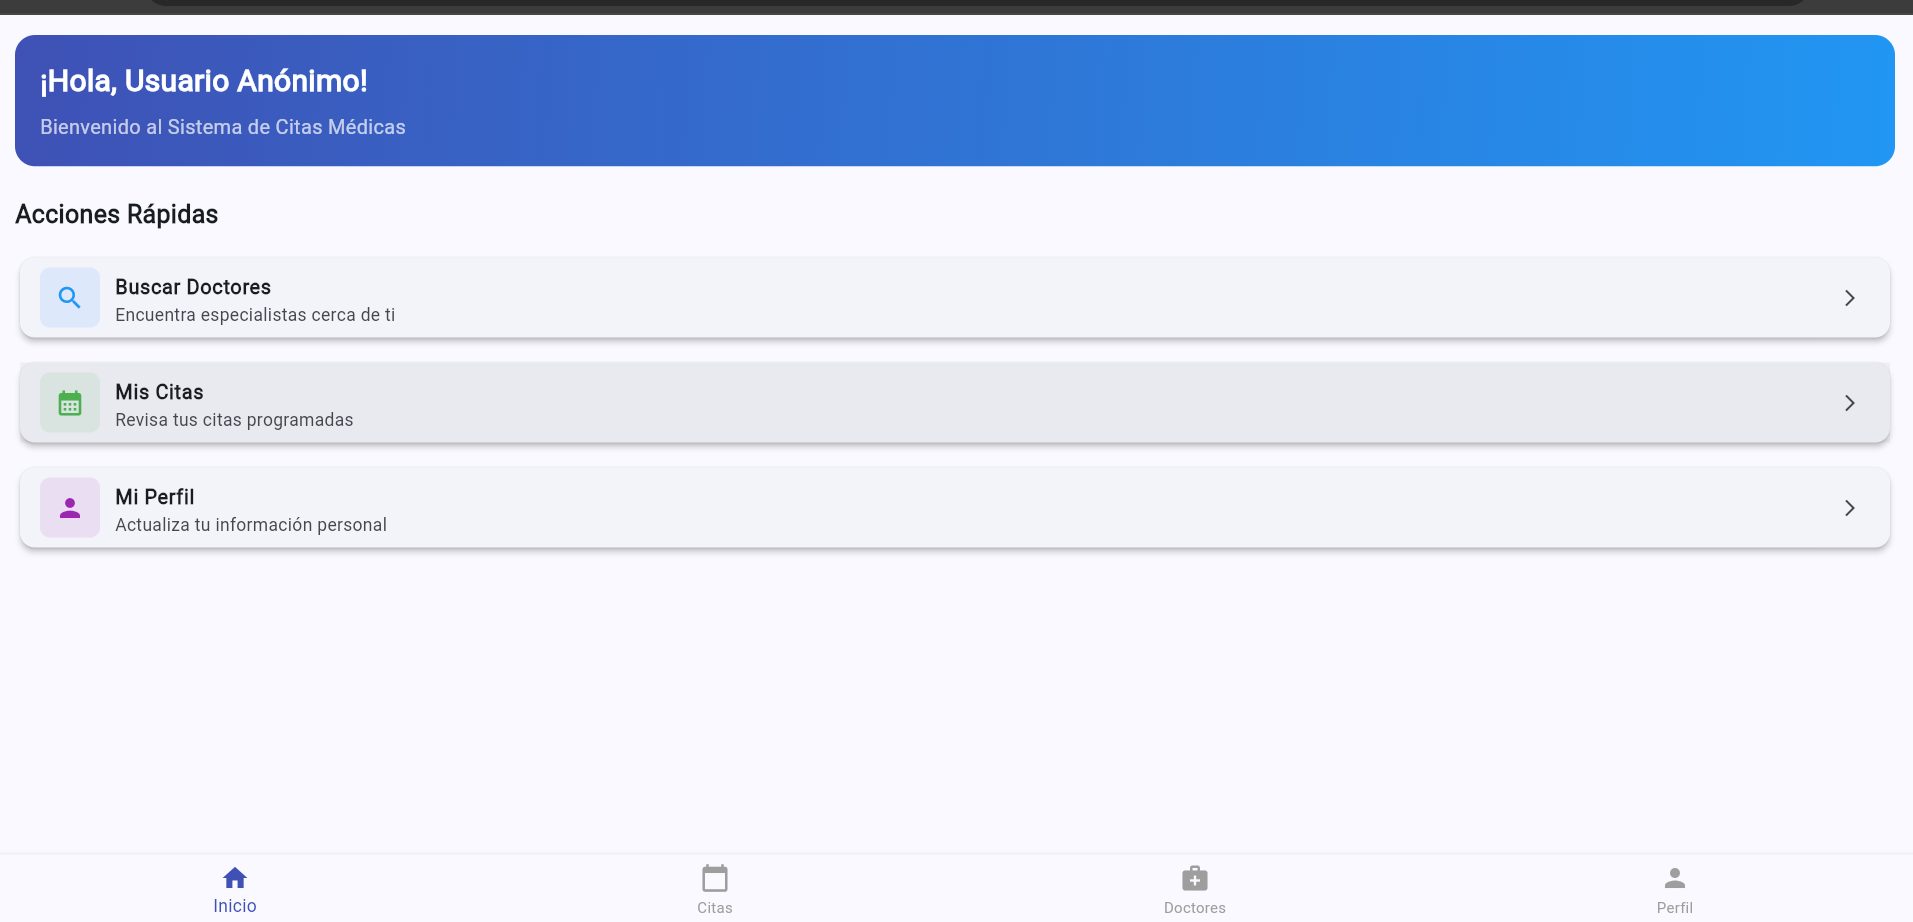 ¡Hola, Usuario Anónimo!
Bienvenido al Sistema de Citas Médicas
Acciones Rápidas
Buscar Doctores
Encuentra especialistas cerca de ti
Mis Citas
Revisa tus citas programadas
Mi Perfil
Actualiza tu información personal
Inicio
Citas
Doctores
Perfil